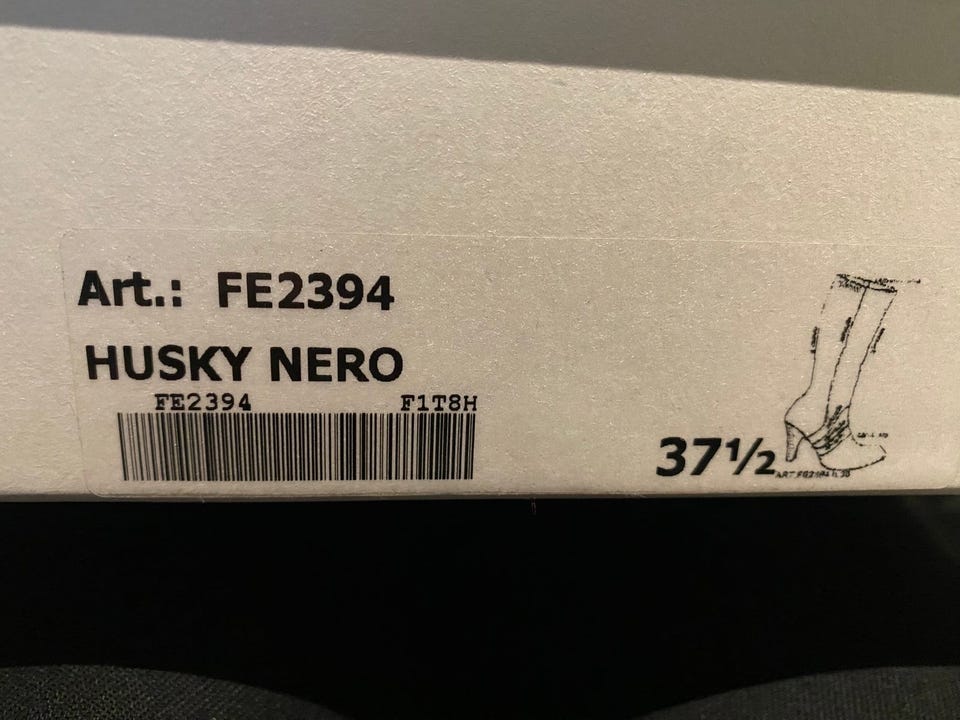 Art.: FE2394
HUSKY NERO
FE2394 F1T8H
37½